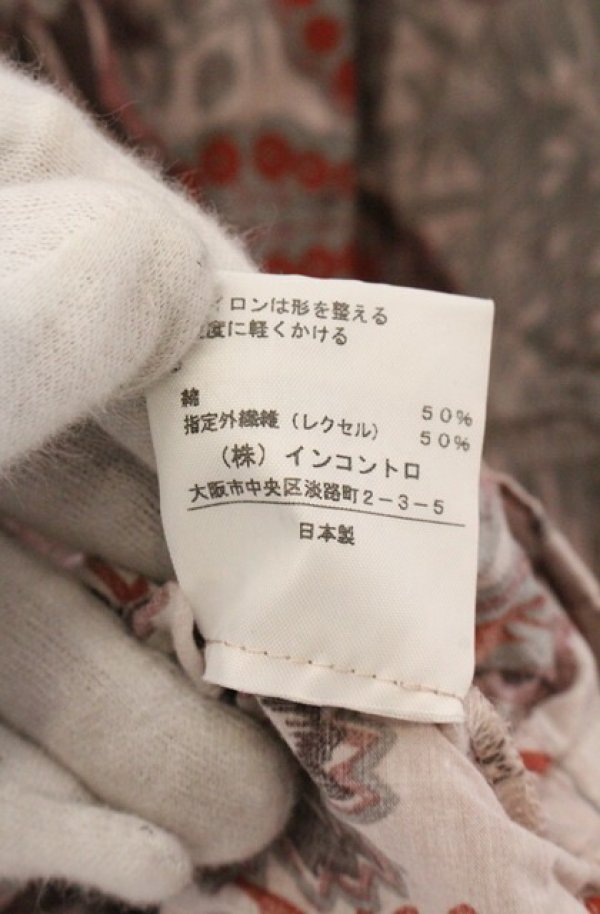 イロンは形を整える
度に軽くかける
綿 50%
指定外繊維（レクセル） 50%
（株）インコントロ
大阪市中央区淡路町2－3－5
日本製